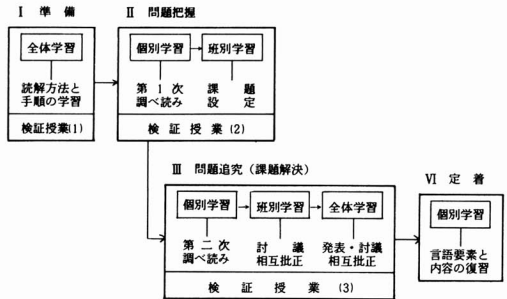 Ⅰ 準備
全体学習
読解方法と
手順の学習
検証授業(1)
Ⅱ 問題把握
個別学習
班別学習
第1次
調べ読み
課題
設定
検証授業(2)
Ⅲ 問題追究(課題解決)
個別学習
班別学習
全体学習
第二次
調べ読み
討議
相互批正
発表・討議
相互批正
検証授業(3)
Ⅵ 定着
個別学習
言語要素と
内容の復習